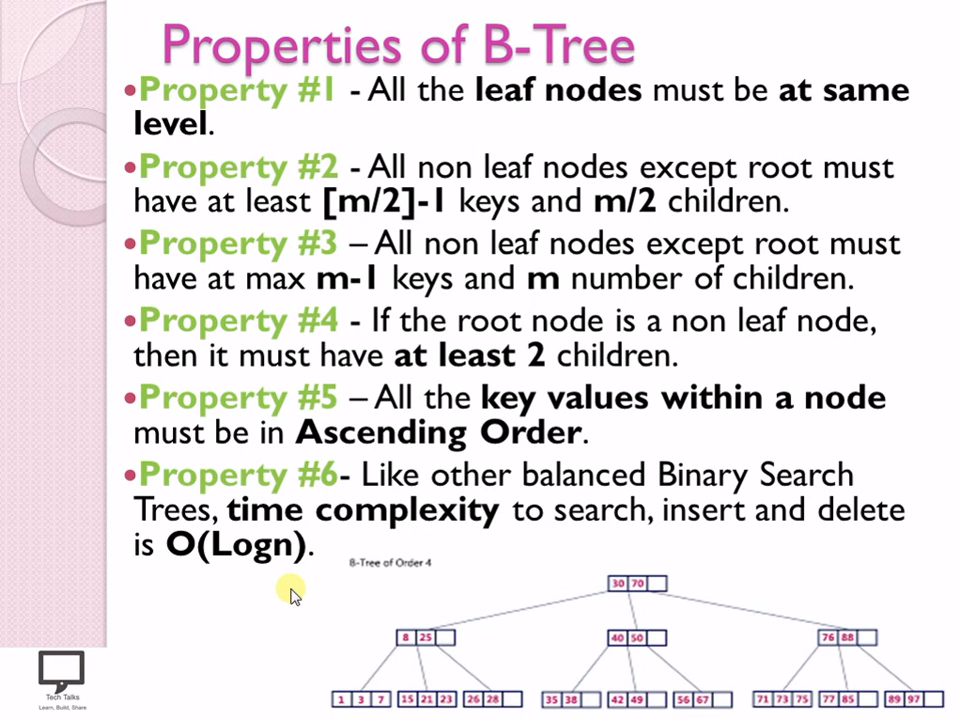 Properties of B-Tree
•Property #1 - All the leaf nodes must be at same
level.
•Property #2 - All non leaf nodes except root must
have at least [m/2]-1 keys and m/2 children.
•Property #3 – All non leaf nodes except root must
have at max m-1 keys and m number of children.
•Property #4 - If the root node is a non leaf node,
then it must have at least 2 children.
•Property #5 – All the key values within a node
must be in Ascending Order.
•Property #6- Like other balanced Binary Search
Trees, time complexity to search, insert and delete
is O(Logn).
B-Tree of Order 4
30 70
8 25
40 50
76 88
1 3 7
15 21 23
26 28
35 38
42 49
56 67
71 73 75
77 85
89 97
Tech Talks
Learn, Build, Share